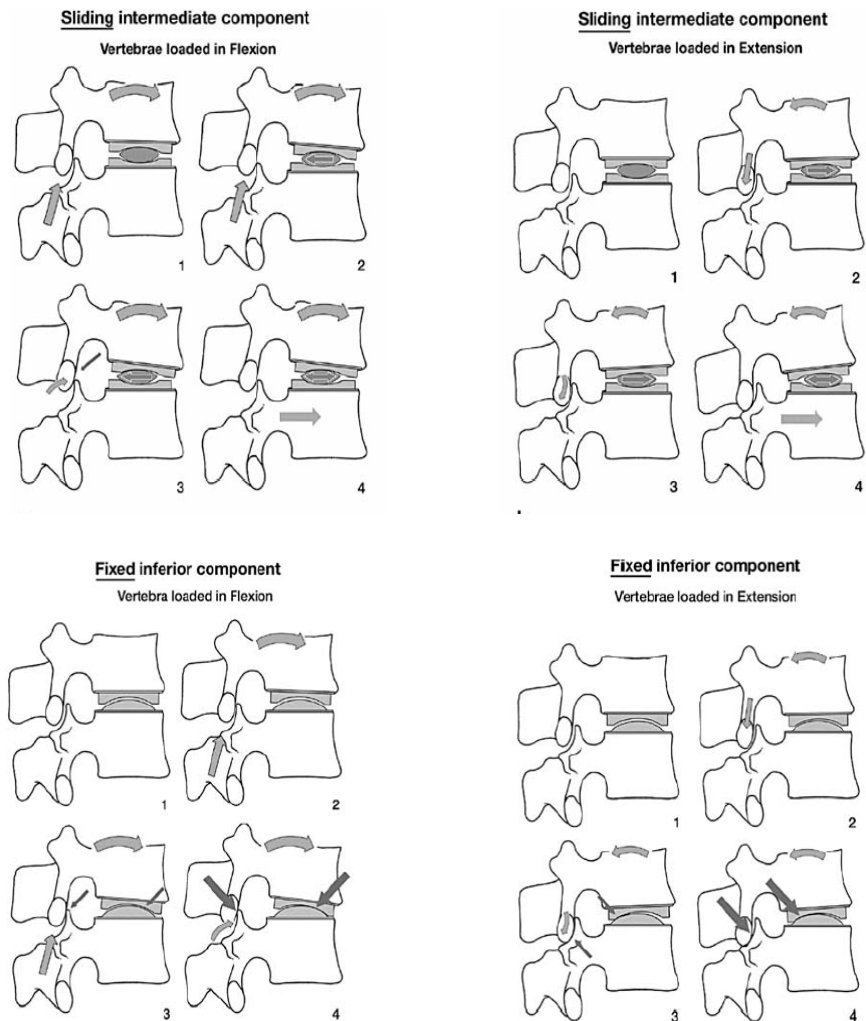 Sliding intermediate component
Vertebrae loaded in Flexion
1
2
3
4
Sliding intermediate component
Vertebrae loaded in Extension
1
2
3
4
Fixed inferior component
Vertebra loaded in Flexion
1
2
3
4
Fixed inferior component
Vertebrae loaded in Extension
1
2
3
4